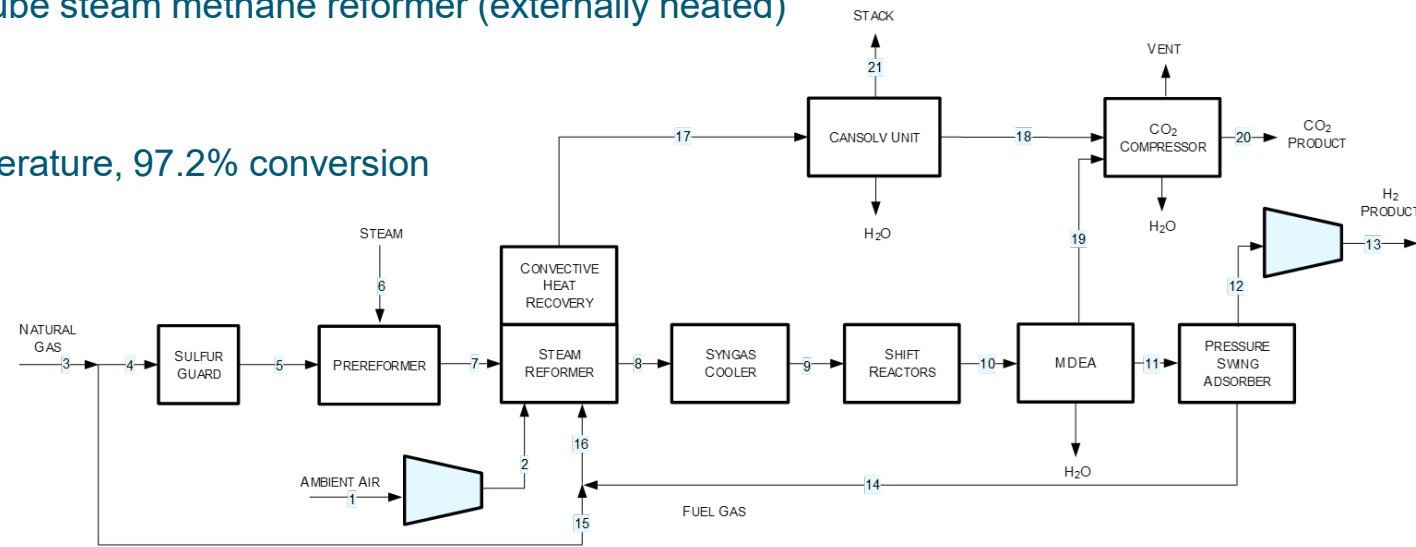 ube steam methane reformer (externally heated)
STACK
21
VENT
17
CANSOLV UNIT
18
CO₂
COMPRESSOR
20
CO₂
PRODUCT
erature, 97.2% conversion
H₂O
H₂O
H₂
PRODUCT
13
STEAM
6
19
12
CONVECTIVE
HEAT
RECOVERY
NATURAL
GAS
3
4
SULFUR
GUARD
5
PREREFORMER
7
STEAM
REFORMER
8
SYNGAS
COOLER
9
SHIFT
REACTORS
10
MDEA
11
PRESSURE
SWING
ADSORBER
16
2
AMBIENT AIR
1
H₂O
14
FUEL GAS
15